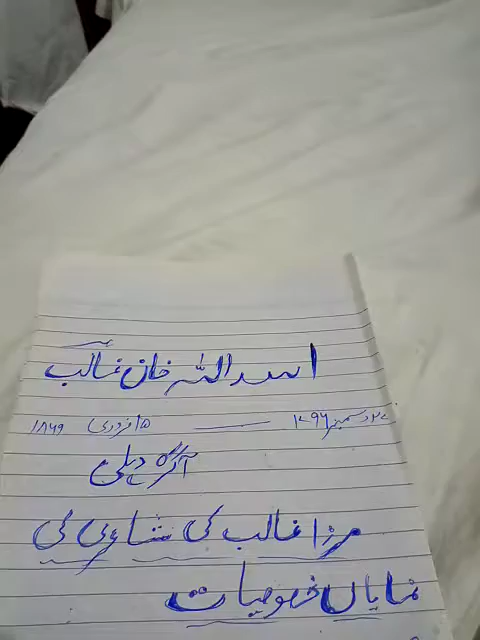 اسد اللہ خان غالب
۲۷ دسمبر ۱۷۹۶ ——— ۱۵ فروری ۱۸۶۹
آگرہ دہلی
مرزا غالب کی شاعری کی
نمایاں خصوصیات